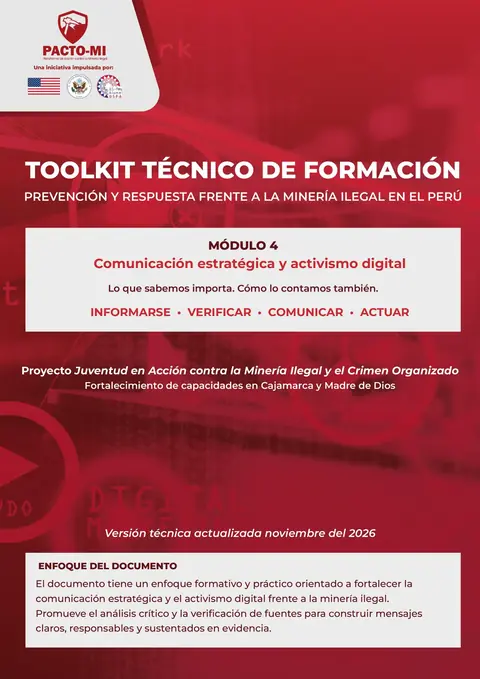 PACTO-MI
Una iniciativa impulsada por:
TOOLKIT TÉCNICO DE FORMACIÓN
PREVENCIÓN Y RESPUESTA FRENTE A LA MINERÍA ILEGAL EN EL PERÚ
MÓDULO 4
Comunicación estratégica y activismo digital
Lo que sabemos importa. Cómo lo contamos también.
INFORMARSE • VERIFICAR • COMUNICAR • ACTUAR
Proyecto Juventud en Acción contra la Minería Ilegal y el Crimen Organizado
Fortalecimiento de capacidades en Cajamarca y Madre de Dios
DIGITAL
Versión técnica actualizada noviembre del 2026
ENFOQUE DEL DOCUMENTO
El documento tiene un enfoque formativo y práctico orientado a fortalecer la
comunicación estratégica y el activismo digital frente a la minería ilegal.
Promueve el análisis crítico y la verificación de fuentes para construir mensajes
claros, responsables y sustentados en evidencia.